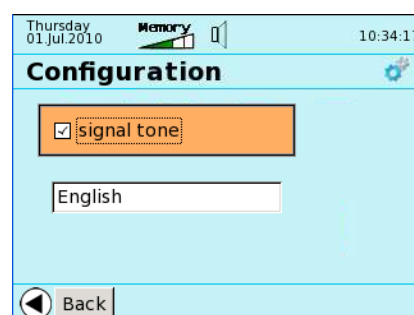 Thursday
01.Jul.2010 Memory 10:34:17
Configuration
signal tone
English
Back